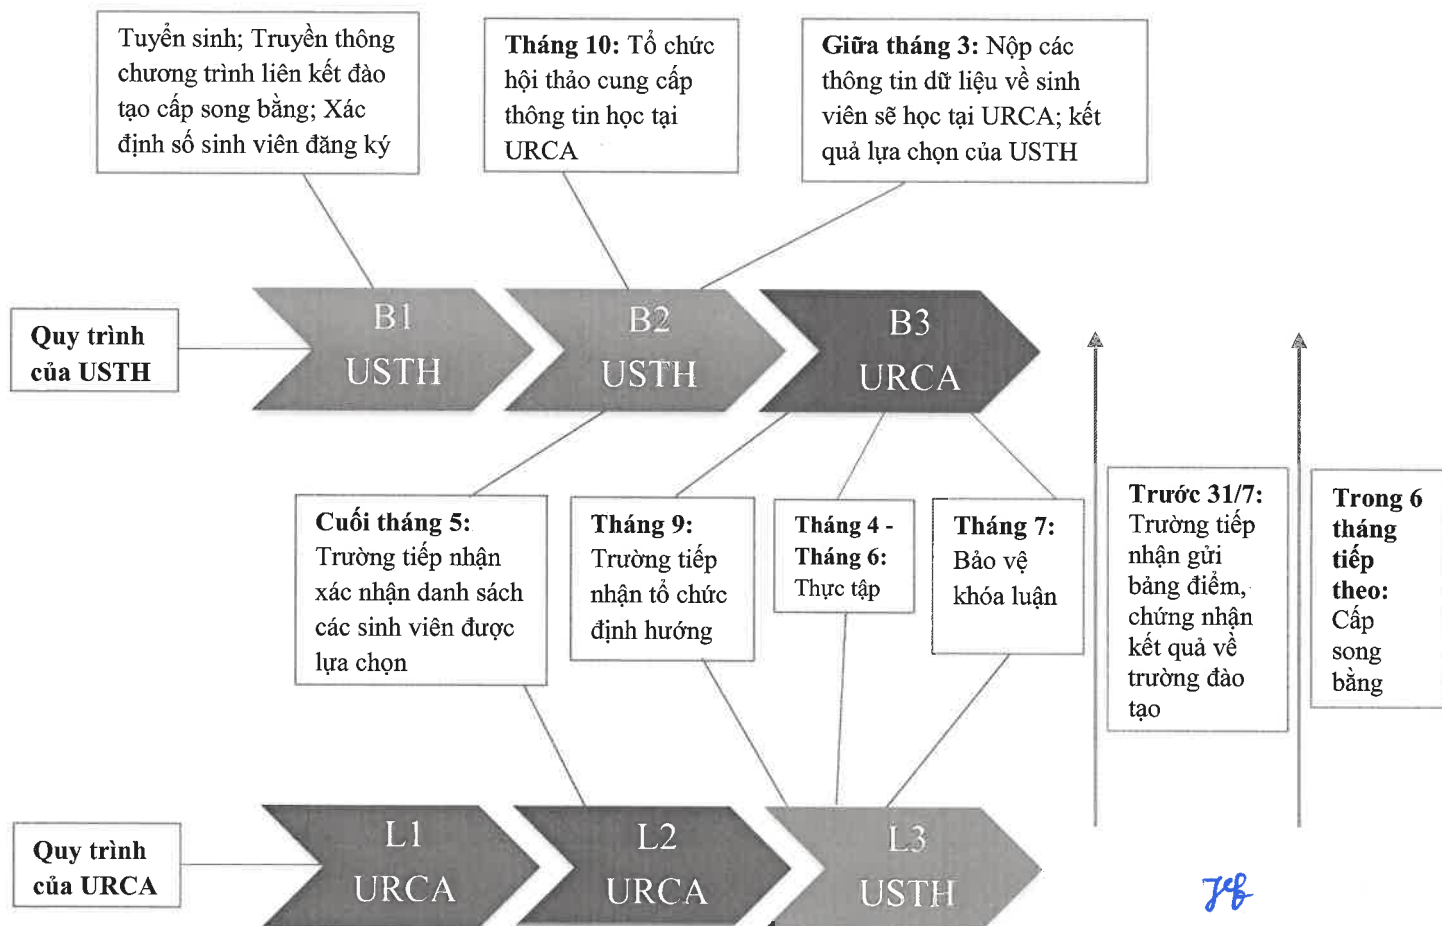 Tuyển sinh; Truyền thông
chương trình liên kết đào
tạo cấp song bằng; Xác
định số sinh viên đăng ký
Tháng 10: Tổ chức
hội thảo cung cấp
thông tin học tại
URCA
Giữa tháng 3: Nộp các
thông tin dữ liệu về sinh
viên sẽ học tại URCA; kết
quả lựa chọn của USTH
Quy trình
của USTH
B1
USTH
B2
USTH
B3
URCA
Cuối tháng 5:
Trường tiếp nhận
xác nhận danh sách
các sinh viên được
lựa chọn
Tháng 9:
Trường tiếp
nhận tổ chức
định hướng
Tháng 4 -
Tháng 6:
Thực tập
Tháng 7:
Bảo vệ
khóa luận
Trước 31/7:
Trường tiếp
nhận gửi
bảng điểm,
chứng nhận
kết quả về
trường đào
tạo
Trong 6
tháng
tiếp
theo:
Cấp
song
bằng
Quy trình
của URCA
L1
URCA
L2
URCA
L3
USTH